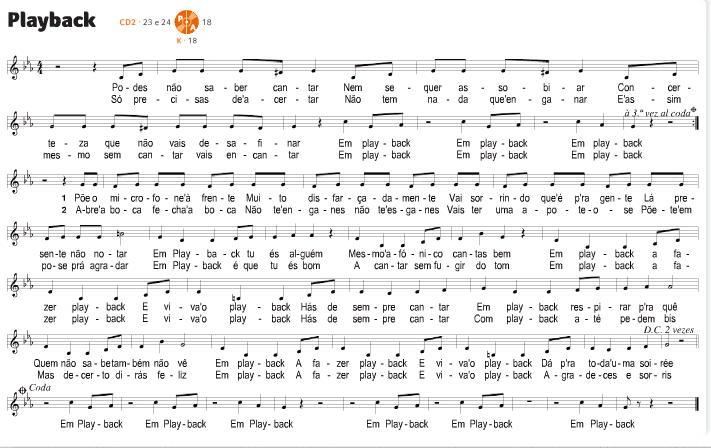 Playback
CD2 · 23 e 24 P A 18
K · 18
Po - des não sa - ber can - tar Nem se - quer as - so - bi - ar Con - cer -
Só pre - ci - sas de'a - cer - tar Não tem na - da que'en - ga - nar E'as - sim
à 3.ª vez al coda
te - za que não vais de - sa - fi - nar Em play - back Em play - back Em play - back
mes - mo sem can - tar vais en - can - tar Em play - back Em play - back Em play - back
1 Põe o mi - cro - fo - ne'à fren - te Mui - to dis - far - ça - da - men - te Vai sor - rin - do que'é p'ra gen - te Lá pre -
2 A - bre'a bo - ca fe - cha'a bo - ca Não te'en - ga - nes não te'es - ga - nes Vais ter uma a - po - te - o - se Põe - te'em
sen - te não no - tar Em Play - ba - ck tu és al - guém Mes - mo'a - fó - ni - co can - tas bem Em play - back a fa -
po - se prá agra - dar Em Play - back é que tu és bom A can - tar sem fu - gir do tom Em play - back a fa -
zer play - back E vi - va'o play - back Hás de sem - pre can - tar Em play - back res - pi - rar p'ra quê
zer play - back E vi - va'o play - back Hás de sem - pre can - tar Com play - back a - té pe - dem bis
D.C. 2 vezes
Quem não sa - be tam - bém não vê Em play - back A fa - zer play - back E vi - va'o play - back Dá p'ra to - da'u - ma soi - rée
Mas de - cer - to di - rás fe - liz Em play - back A fa - zer play - back E vi - va'o play - back A - gra - de - ces e sor - ris
Coda
Em Play - back Em Play - back Em Play - back Em Play - back Em Play - back Em Play - back